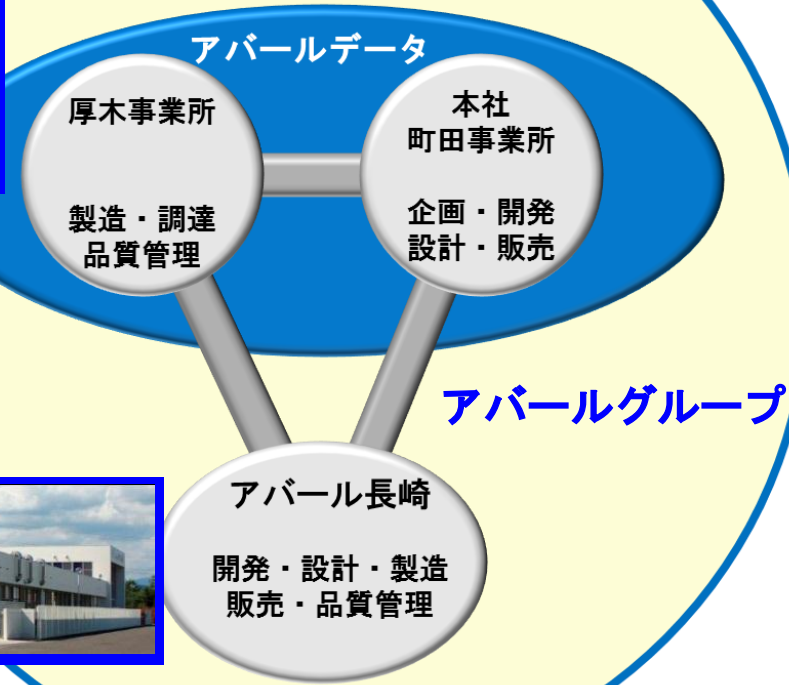 アバールデータ
厚木事業所
製造・調達
品質管理
本社
町田事業所
企画・開発
設計・販売
アバールグループ
アバール長崎
開発・設計・製造
販売・品質管理